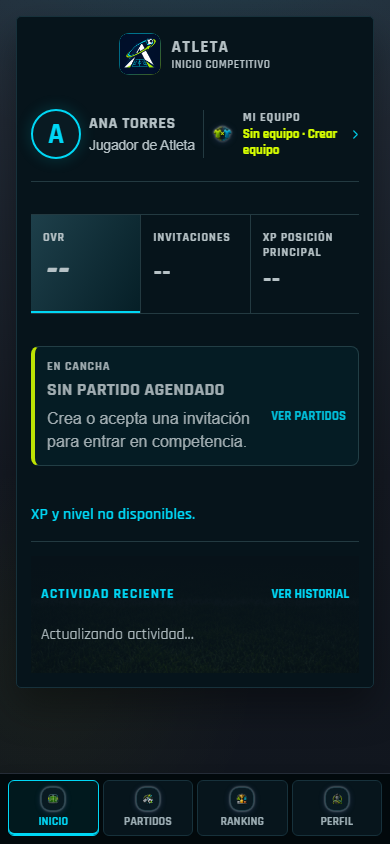 ATLETA
INICIO COMPETITIVO
A
ANA TORRES
Jugador de Atleta
MI EQUIPO
Sin equipo · Crear
equipo
OVR
--
INVITACIONES
--
XP POSICIÓN
PRINCIPAL
--
EN CANCHA
SIN PARTIDO AGENDADO
Crea o acepta una invitación
para entrar en competencia.
VER PARTIDOS
XP y nivel no disponibles.
ACTIVIDAD RECIENTE
VER HISTORIAL
Actualizando actividad...
INICIO
PARTIDOS
RANKING
PERFIL